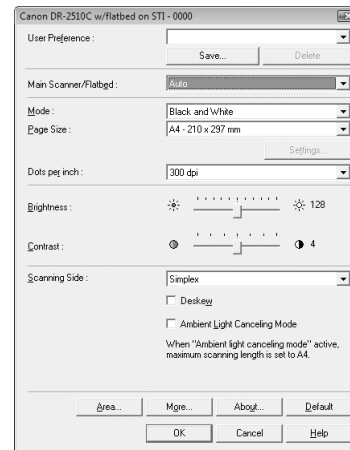 Canon DR-2510C w/flatbed on STI - 0000
User Preference :
Save... Delete
Main Scanner/Flatbed : Auto
Mode : Black and White
Page Size : A4 - 210 x 297 mm
Settings...
Dots per inch : 300 dpi
Brightness : 128
Contrast : 4
Scanning Side : Simplex
Deskew
Ambient Light Canceling Mode
When "Ambient light canceling
mode" active,
maximum scanning length is set to A4.
Area... More... About... Default
OK Cancel Help